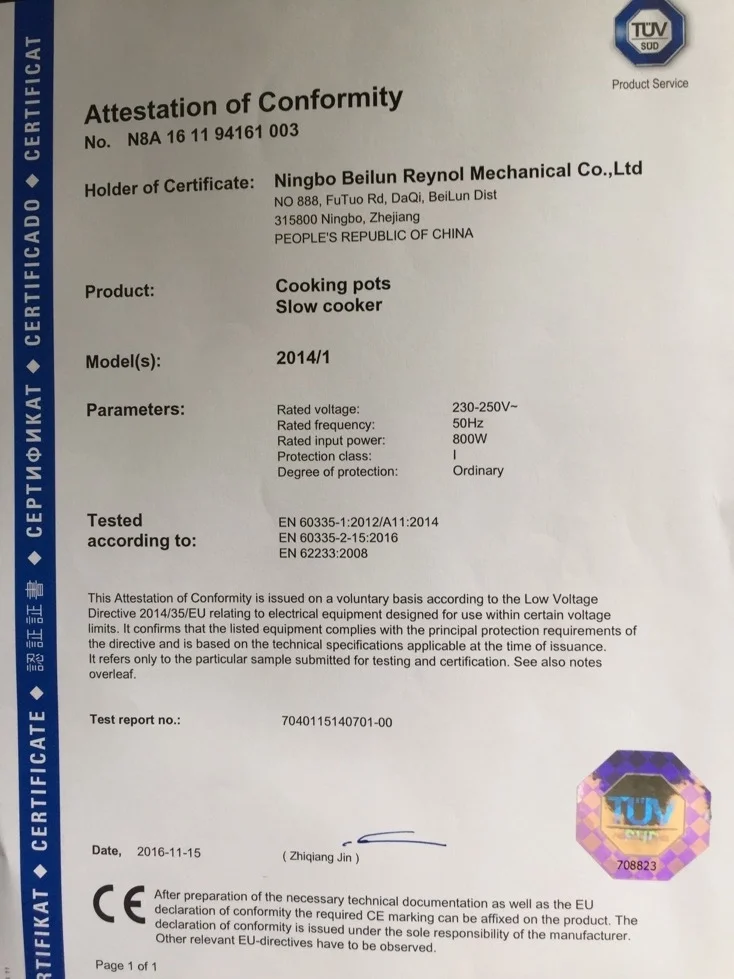 TÜV
SÜD
Product Service
Attestation of Conformity
No. N8A 16 11 94161 003
Holder of Certificate: Ningbo Beilun Reynol Mechanical Co.,Ltd
NO 888, FuTuo Rd, DaQi, BeiLun Dist
315800 Ningbo, Zhejiang
PEOPLE'S REPUBLIC OF CHINA
Product: Cooking pots
Slow cooker
Model(s): 2014/1
Parameters: Rated voltage: 230-250V~
Rated frequency: 50Hz
Rated input power: 800W
Protection class: I
Degree of protection: Ordinary
Tested
according to:
EN 60335-1:2012/A11:2014
EN 60335-2-15:2016
EN 62233:2008
This Attestation of Conformity is issued on a voluntary basis according to the Low Voltage
Directive 2014/35/EU relating to electrical equipment designed for use within certain voltage
limits. It confirms that the listed equipment complies with the principal protection requirements of
the directive and is based on the technical specifications applicable at the time of issuance.
It refers only to the particular sample submitted for testing and certification. See also notes
overleaf.
Test report no.: 7040115140701-00
TÜV
SÜD
708823
Date, 2016-11-15
( Zhiqiang Jin )
CE
After preparation of the necessary technical documentation as well as the EU
declaration of conformity the required CE marking can be affixed on the product. The
declaration of conformity is issued under the sole responsibility of the manufacturer.
Other relevant EU-directives have to be observed.
Page 1 of 1
TIFIKAT ◆ CERTIFICATE ◆ 認証証書 ◆ СЕРТИФИКАТ ◆ CERTIFICADO ◆ CERTIFICAT